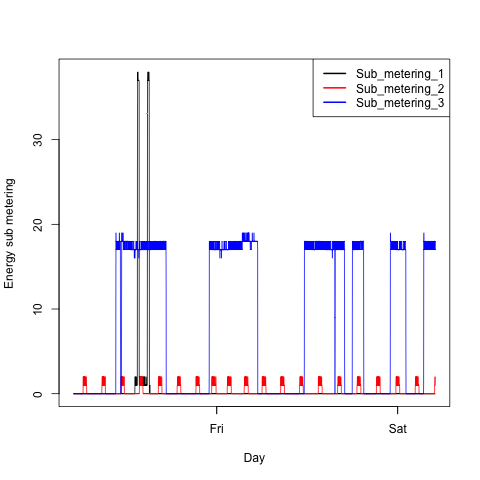 Sub_metering_1
Sub_metering_2
Sub_metering_3
Energy sub metering
30
20
10
0
Fri
Sat
Day